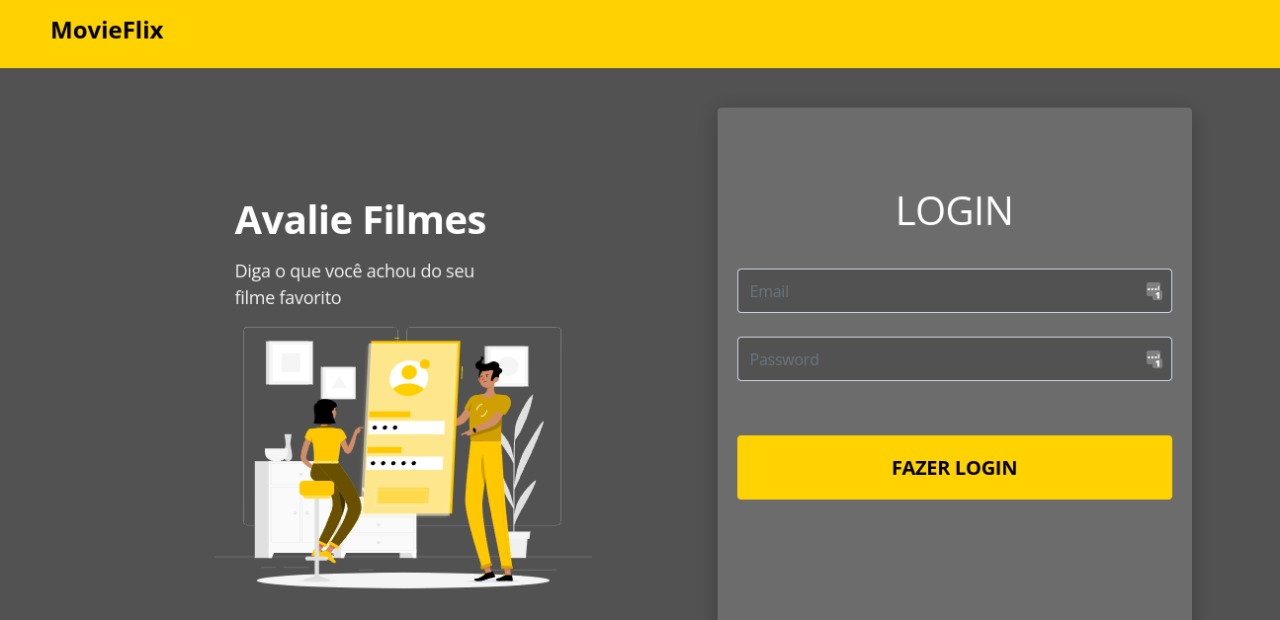 MovieFlix
Avalie Filmes
Diga o que você achou do seu
filme favorito
LOGIN
Email
Password
FAZER LOGIN